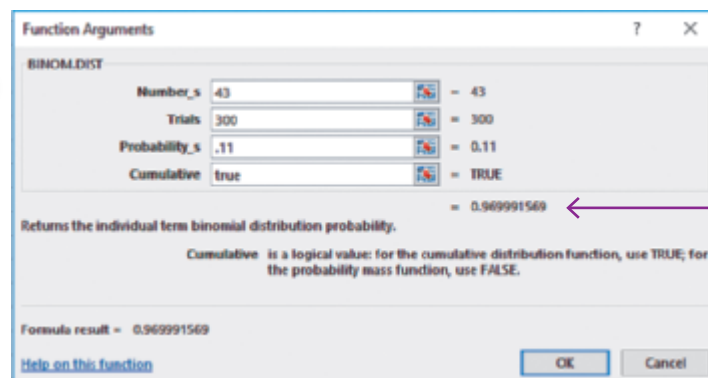 Function Arguments ? ×
BINOM.DIST
Number_s 43 = 43
Trials 300 = 300
Probability_s .11 = 0.11
Cumulative true = TRUE
= 0.969991569
Returns the individual term binomial distribution probability.
Cumulative is a logical value: for the cumulative distribution function, use TRUE; for
the probability mass function, use FALSE.
Formula result = 0.969991569
Help on this function OK Cancel